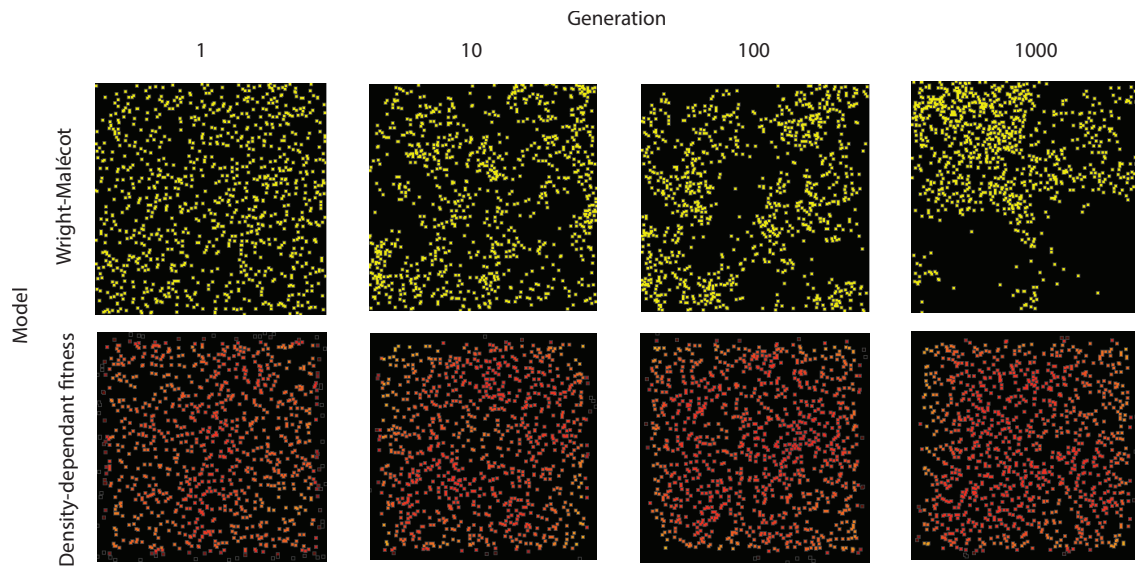 Generation
1 10 100 1000
Model
Wright-Malécot
Density-dependant fitness